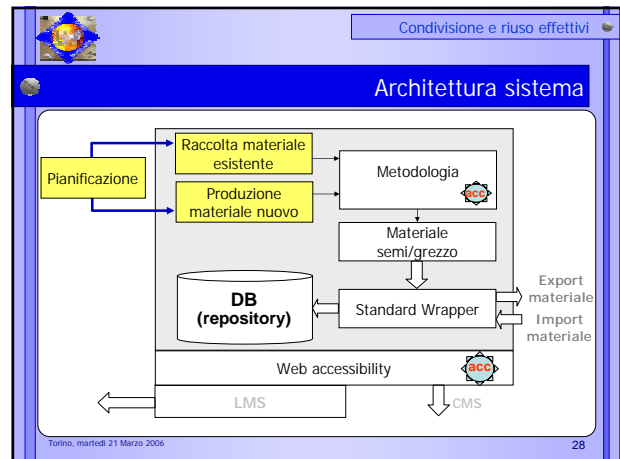 Condivisione e riuso effettivi
Architettura sistema
Raccolta materiale
esistente
Pianificazione
Produzione
materiale nuovo
Metodologia
acc
Materiale
semi/grezzo
DB
(repository)
Standard Wrapper
Export
materiale
Import
materiale
Web accessibility
acc
LMS
CMS
Torino, martedì 21 Marzo 2006
28